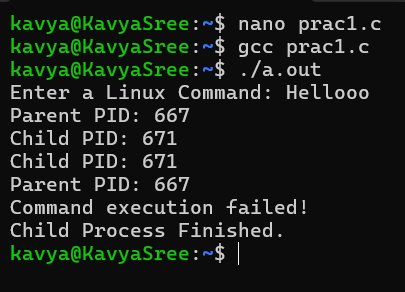 kavya@KavyaSree:~$ nano prac1.c
kavya@KavyaSree:~$ gcc prac1.c
kavya@KavyaSree:~$ ./a.out
Enter a Linux Command: Hellooo
Parent PID: 667
Child PID: 671
Child PID: 671
Parent PID: 667
Command execution failed!
Child Process Finished.
kavya@KavyaSree:~$